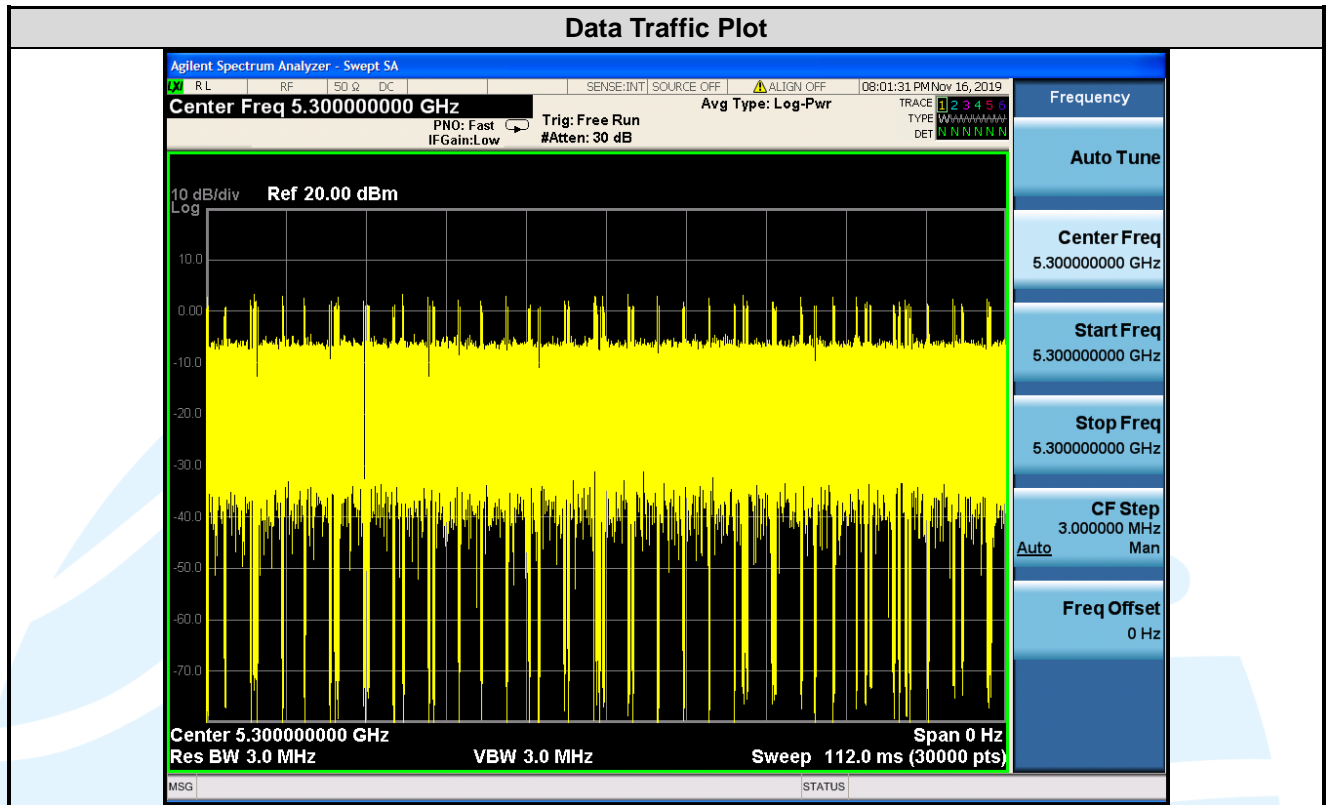 Data Traffic Plot
Agilent Spectrum Analyzer - Swept SA
LXI RL RF 50 Ω DC SENSE:INT SOURCE OFF ALIGN OFF 08:01:31 PM Nov 16, 2019
Center Freq 5.300000000 GHz
PNO: Fast
IFGain:Low
Trig: Free Run
#Atten: 30 dB
Avg Type: Log-Pwr
TRACE 1 2 3 4 5 6
TYPE
DET N N N N N N
10 dB/div Ref 20.00 dBm
Log
10.0
0.00
-10.0
-20.0
-30.0
-40.0
-50.0
-60.0
-70.0
Center 5.300000000 GHz Span 0 Hz
Res BW 3.0 MHz VBW 3.0 MHz Sweep 112.0 ms (30000 pts)
MSG STATUS
Frequency
Auto Tune
Center Freq
5.300000000 GHz
Start Freq
5.300000000 GHz
Stop Freq
5.300000000 GHz
CF Step
3.000000 MHz
Auto Man
Freq Offset
0 Hz